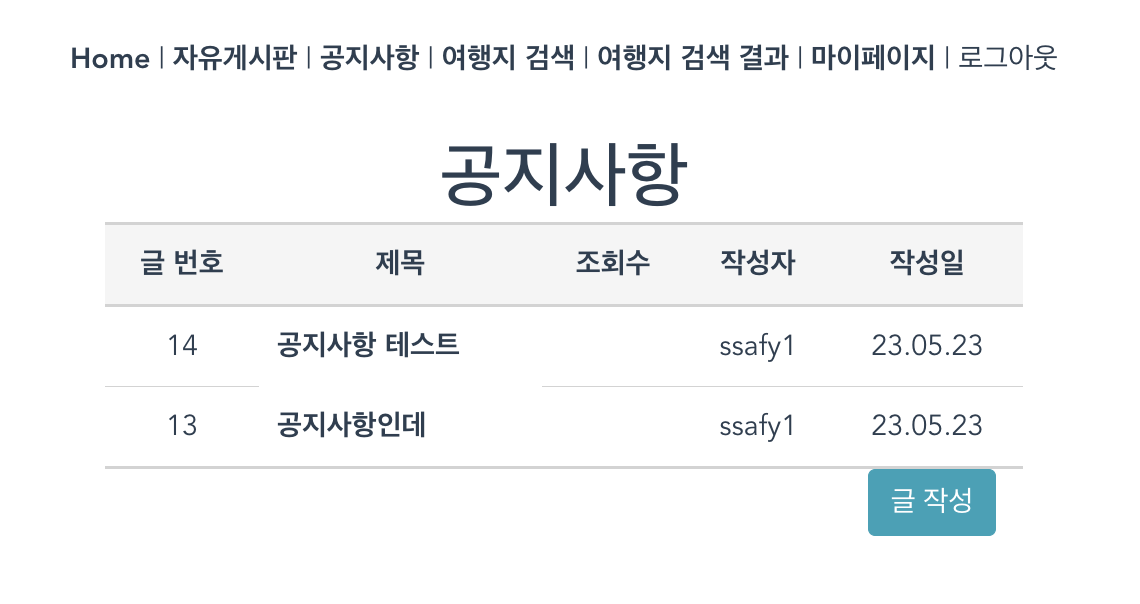 Home | 자유게시판 | 공지사항 | 여행지 검색 | 여행지 검색 결과 | 마이페이지 | 로그아웃
공지사항
글 번호 제목 조회수 작성자 작성일
14 공지사항 테스트 ssafy1 23.05.23
13 공지사항인데 ssafy1 23.05.23
글 작성